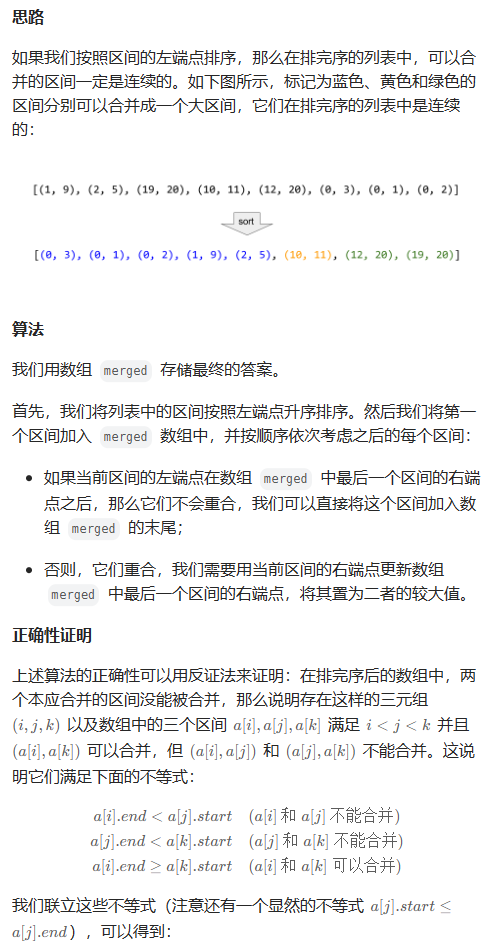 思路
如果我们按照区间的左端点排序，那么在排完序的列表中，可以合
并的区间一定是连续的。如下图所示，标记为蓝色、黄色和绿色的
区间分别可以合并成一个大区间，它们在排完序的列表中是连续
的：
[(1, 9), (2, 5), (19, 20), (10, 11), (12, 20), (0, 3), (0, 1), (0, 2)]
sort
[(0, 3), (0, 1), (0, 2), (1, 9), (2, 5), (10, 11), (12, 20), (19, 20)]
算法
我们用数组 merged 存储最终的答案。
首先，我们将列表中的区间按照左端点升序排序。然后我们将第一
个区间加入 merged 数组中，并按顺序依次考虑之后的每个区间：
• 如果当前区间的左端点在数组 merged 中最后一个区间的右端
点之后，那么它们不会重合，我们可以直接将这个区间加入数
组 merged 的末尾；
• 否则，它们重合，我们需要用当前区间的右端点更新数组
merged 中最后一个区间的右端点，将其置为二者的较大值。
正确性证明
上述算法的正确性可以用反证法来证明：在排完序后的数组中，两
个本应合并的区间没能被合并，那么说明存在这样的三元组
(i, j, k) 以及数组中的三个区间 a[i], a[j], a[k] 满足 i < j < k 并且
(a[i], a[k]) 可以合并，但 (a[i], a[j]) 和 (a[j], a[k]) 不能合并。这说
明它们满足下面的不等式：
a[i].end < a[j].start (a[i] 和 a[j] 不能合并)
a[j].end < a[k].start (a[j] 和 a[k] 不能合并)
a[i].end ≥ a[k].start (a[i] 和 a[k] 可以合并)
我们联立这些不等式（注意还有一个显然的不等式 a[j].start ≤
a[j].end），可以得到：